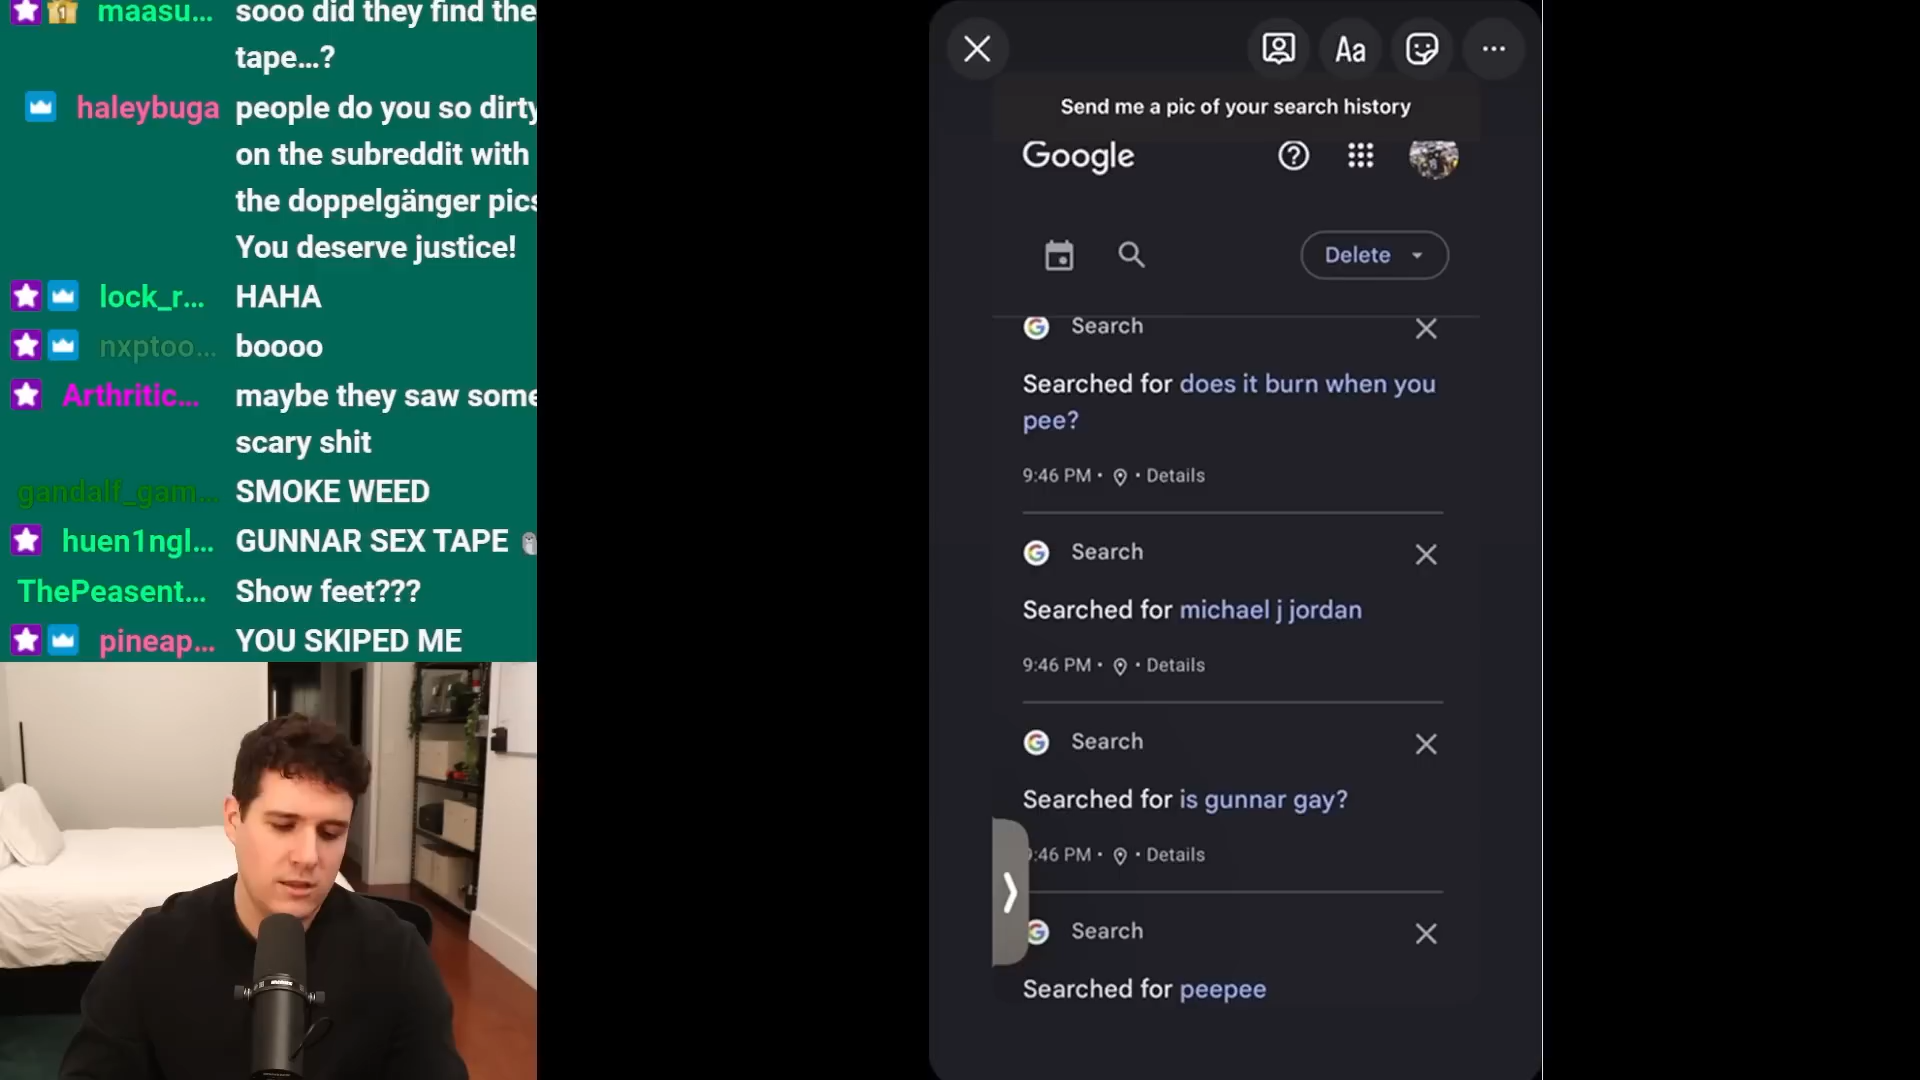 maasu... sooo did they find the
tape...?
haleybuga people do you so dirty
on the subreddit with
the doppelgänger pics
You deserve justice!
lock_r... HAHA
nxptoo... boooo
Arthritic... maybe they saw some
scary shit
gandalf_gam... SMOKE WEED
huen1ngl... GUNNAR SEX TAPE
ThePeasent... Show feet???
pineap... YOU SKIPED ME
Aa
Send me a pic of your search history
Google
Delete
Search
Searched for does it burn when you
pee?
9:46 PM • • Details
Search
Searched for michael j jordan
9:46 PM • • Details
Search
Searched for is gunnar gay?
9:46 PM • • Details
Search
Searched for peepee